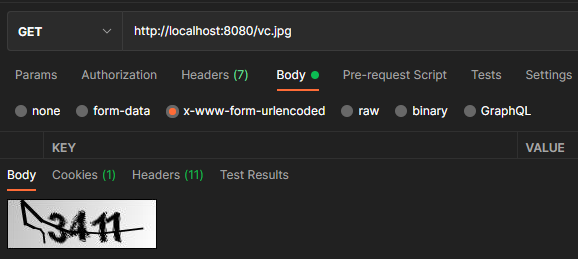 GET http://localhost:8080/vc.jpg
Params Authorization Headers (7) Body Pre-request Script Tests Settings
none form-data x-www-form-urlencoded raw binary GraphQL
KEY VALUE
Body Cookies (1) Headers (11) Test Results
3411